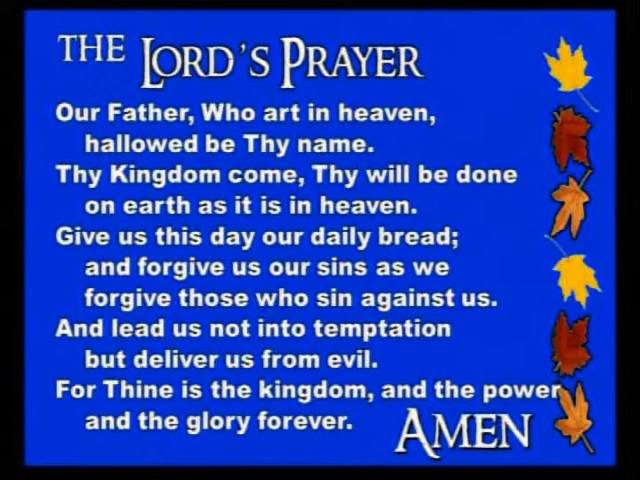 THE LORD'S PRAYER
Our Father, Who art in heaven,
hallowed be Thy name.
Thy Kingdom come, Thy will be done
on earth as it is in heaven.
Give us this day our daily bread;
and forgive us our sins as we
forgive those who sin against us.
And lead us not into temptation
but deliver us from evil.
For Thine is the kingdom, and the power
and the glory forever.
AMEN